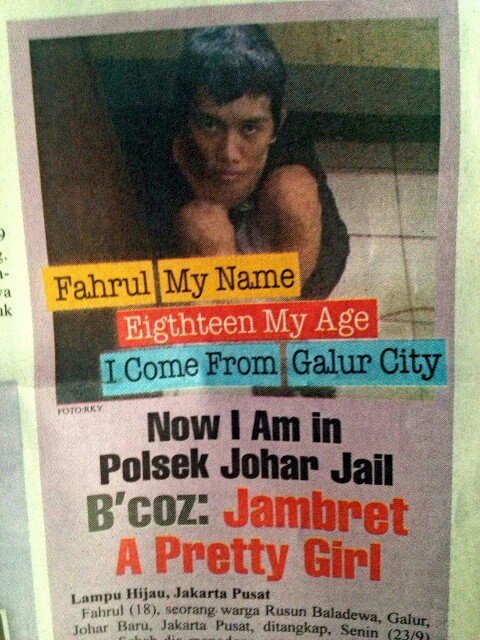 Fahrul My Name
Eigthteen My Age
I Come From Galur City
FOTO:RKY
Now I Am in
Polsek Johar Jail
B'coz: Jambret
A Pretty Girl
Lampu Hijau, Jakarta Pusat
Fahrul (18), seorang warga Rusun Baladewa, Galur,
Johar Baru, Jakarta Pusat, ditangkap, Senin (23/9)